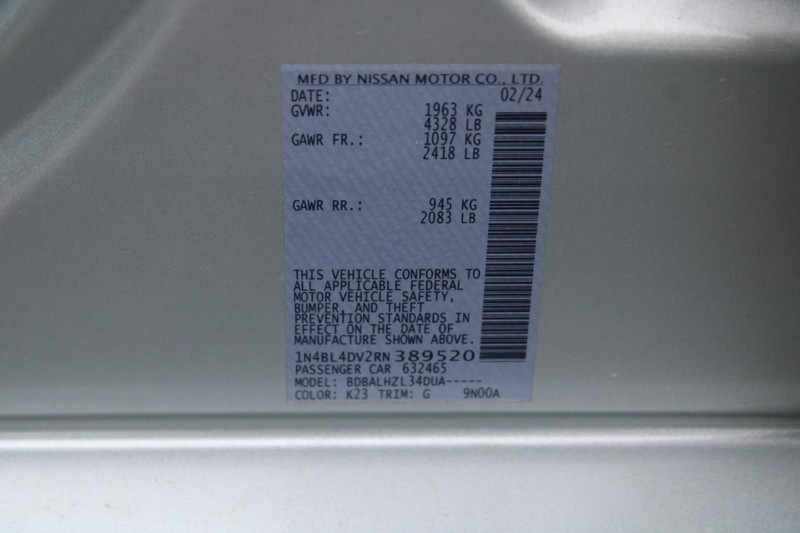 MFD BY NISSAN MOTOR CO., LTD.
DATE: 02/24
GVWR: 1963 KG
4328 LB
GAWR FR.: 1097 KG
2418 LB
GAWR RR.: 945 KG
2083 LB
THIS VEHICLE CONFORMS TO
ALL APPLICABLE FEDERAL
MOTOR VEHICLE SAFETY,
BUMPER, AND THEFT
PREVENTION STANDARDS IN
EFFECT ON THE DATE OF
MANUFACTURE SHOWN ABOVE.
1N4BL4DV2RN389520
PASSENGER CAR 632465
MODEL: BDBALHZL34DUA-----
COLOR: K23 TRIM: G 9N00A